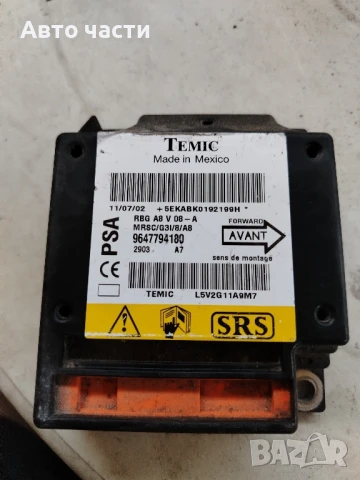 Авто части
TEMIC
Made in Mexico
11/07/02 +5EKABK0192199H *
RBG A8 V 08-A
MRSC/G3I/8/A8
9647794180
2903 A7
PSA
CE
FORWARD
AVANT
sens de montage
TEMIC L5V2G11A9M7
?
SRS
BAZAR